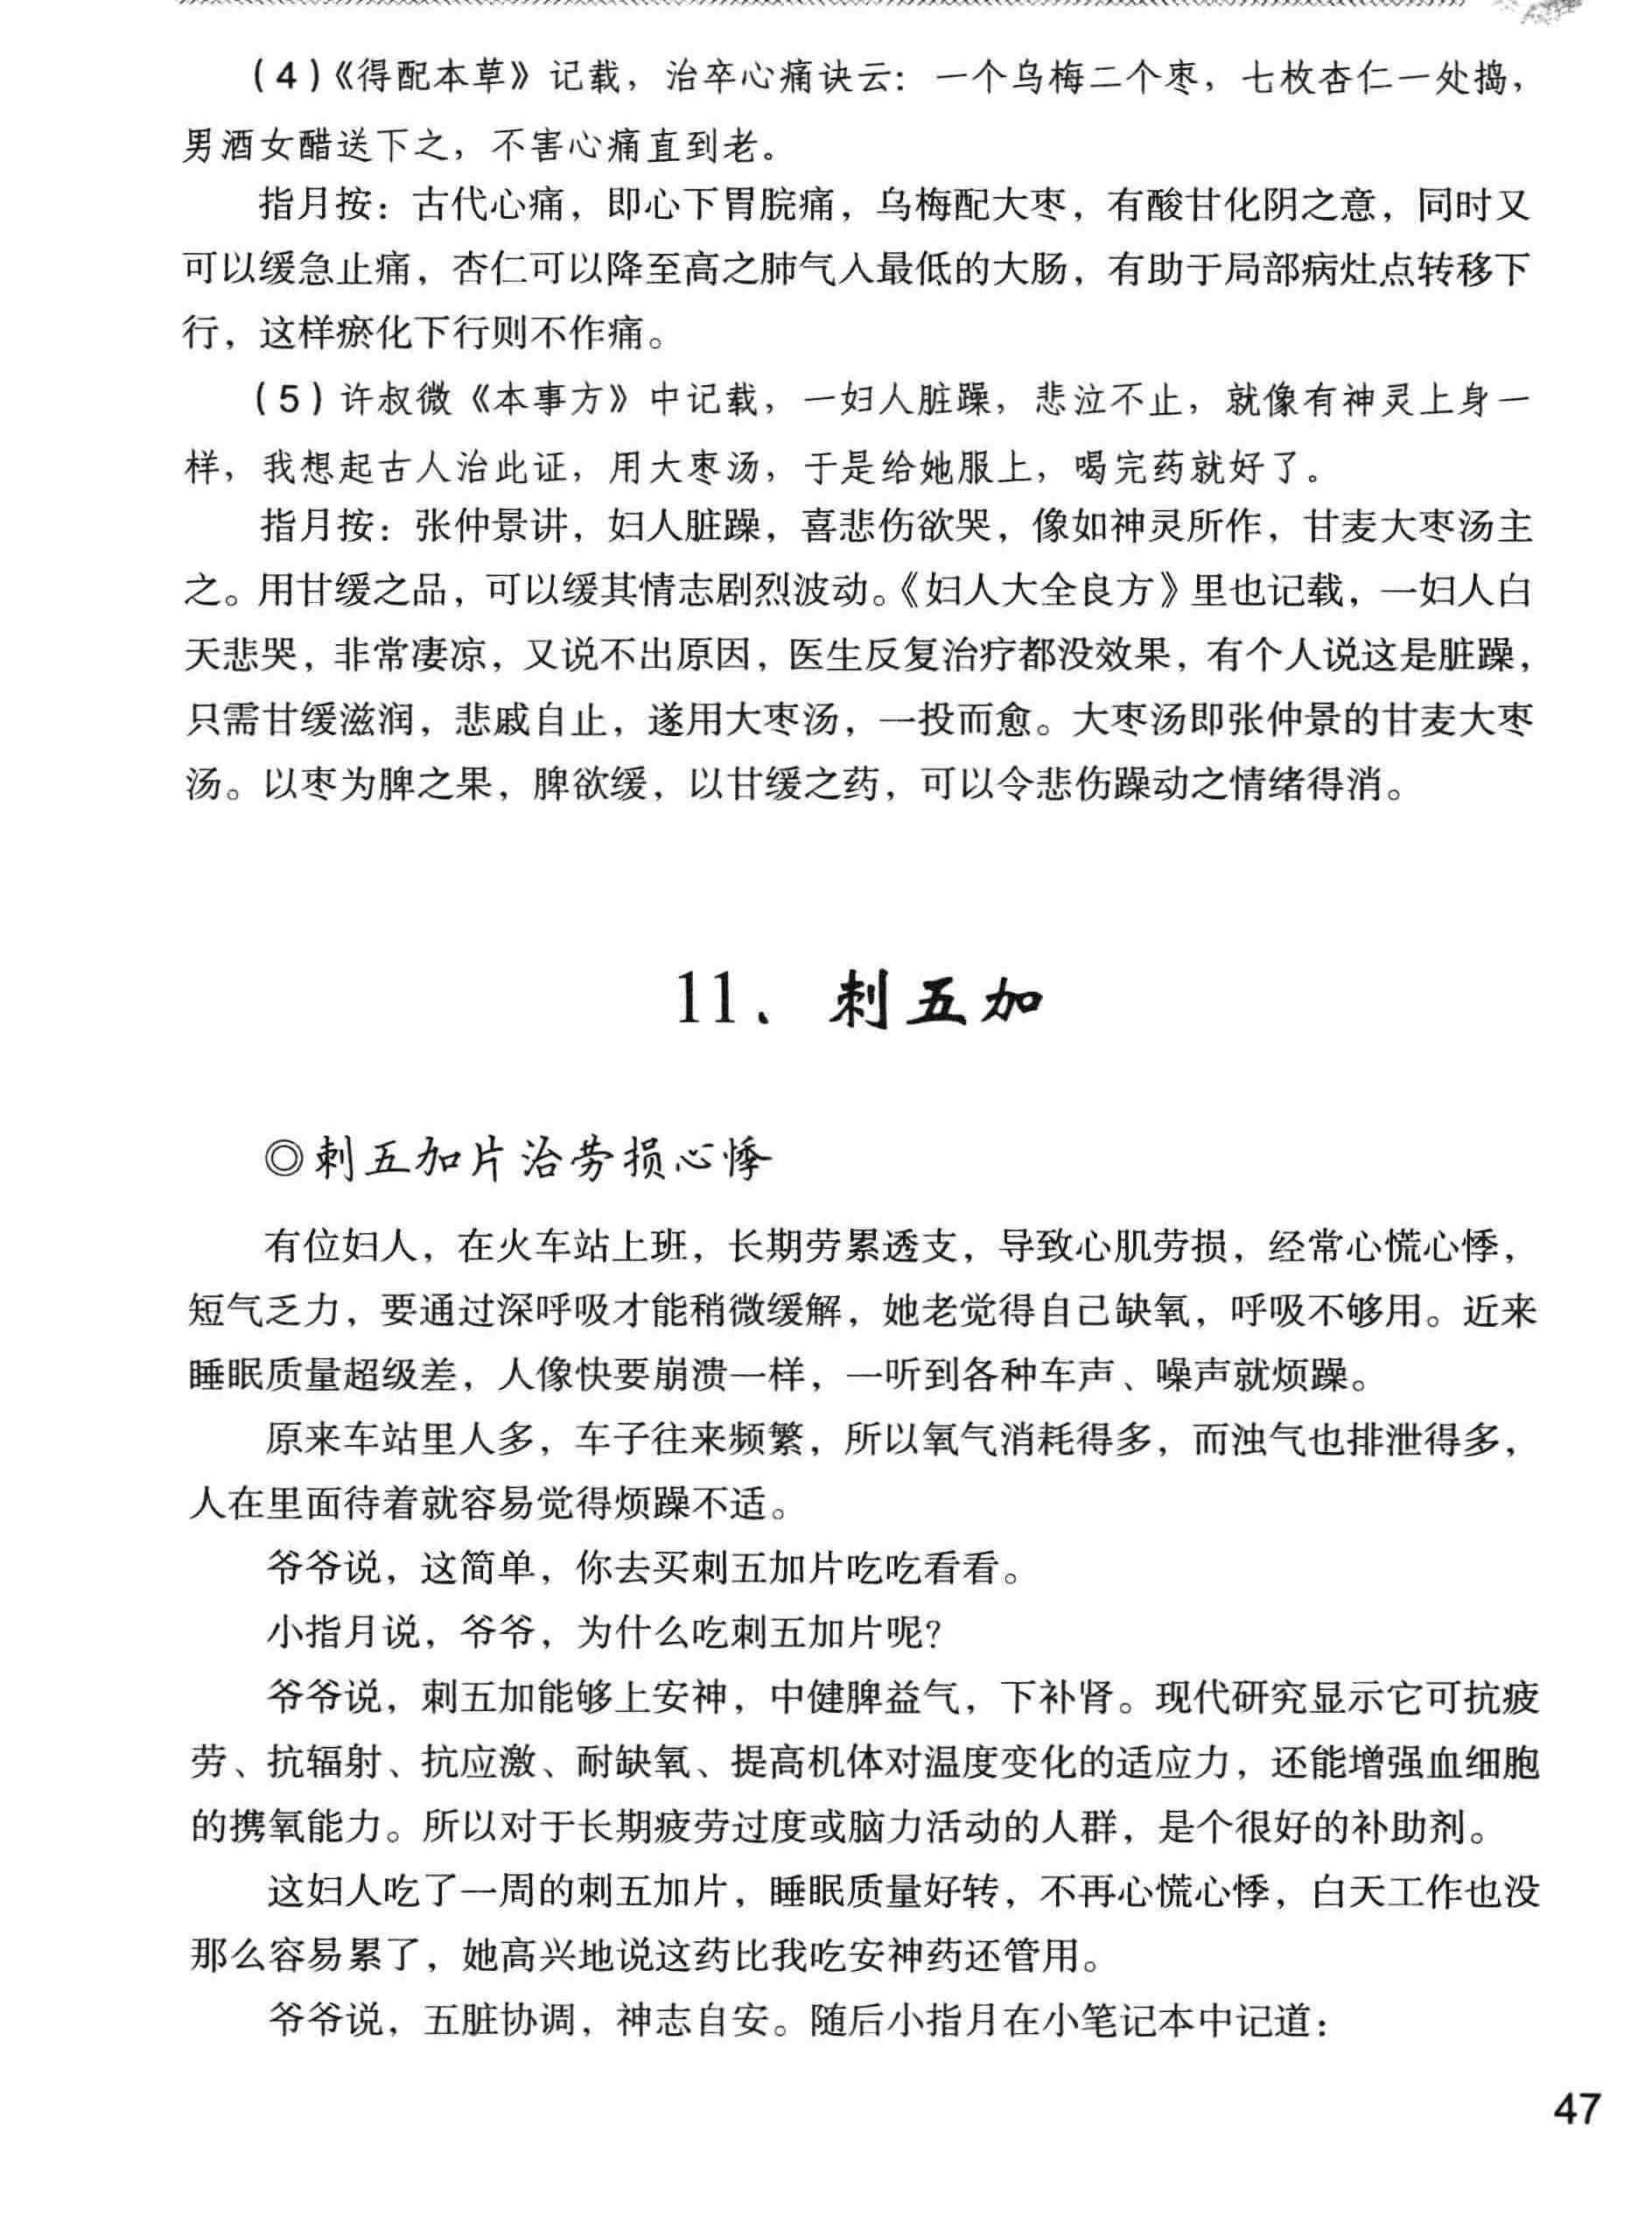 （4）《得配本草》记载，治卒心痛诀云：一个乌梅二个枣，七枚杏仁一处捣，
男酒女醋送下之，不害心痛直到老。
指月按：古代心痛，即心下胃脘痛，乌梅配大枣，有酸甘化阴之意，同时又
可以缓急止痛，杏仁可以降至高之肺气入最低的大肠，有助于局部病灶点转移下
行，这样瘀化下行则不作痛。
（5）许叔微《本事方》中记载，一妇人脏躁，悲泣不止，就像有神灵上身一
样，我想起古人治此证，用大枣汤，于是给她服上，喝完药就好了。
指月按：张仲景讲，妇人脏躁，喜悲伤欲哭，像如神灵所作，甘麦大枣汤主
之。用甘缓之品，可以缓其情志剧烈波动。《妇人大全良方》里也记载，一妇人白
天悲哭，非常凄凉，又说不出原因，医生反复治疗都没效果，有个人说这是脏躁，
只需甘缓滋润，悲戚自止，遂用大枣汤，一投而愈。大枣汤即张仲景的甘麦大枣
汤。以枣为脾之果，脾欲缓，以甘缓之药，可以令悲伤躁动之情绪得消。
11、刺五加
◎刺五加片治劳损心悸
有位妇人，在火车站上班，长期劳累透支，导致心肌劳损，经常心慌心悸，
短气乏力，要通过深呼吸才能稍微缓解，她老觉得自己缺氧，呼吸不够用。近来
睡眠质量超级差，人像快要崩溃一样，一听到各种车声、噪声就烦躁。
原来车站里人多，车子往来频繁，所以氧气消耗得多，而浊气也排泄得多，
人在里面待着就容易觉得烦躁不适。
爷爷说，这简单，你去买刺五加片吃吃看看。
小指月说，爷爷，为什么吃刺五加片呢？
爷爷说，刺五加能够上安神，中健脾益气，下补肾。现代研究显示它可抗疲
劳、抗辐射、抗应激、耐缺氧、提高机体对温度变化的适应力，还能增强血细胞
的携氧能力。所以对于长期疲劳过度或脑力活动的人群，是个很好的补助剂。
这妇人吃了一周的刺五加片，睡眠质量好转，不再心慌心悸，白天工作也没
那么容易累了，她高兴地说这药比我吃安神药还管用。
爷爷说，五脏协调，神志自安。随后小指月在小笔记本中记道：
47